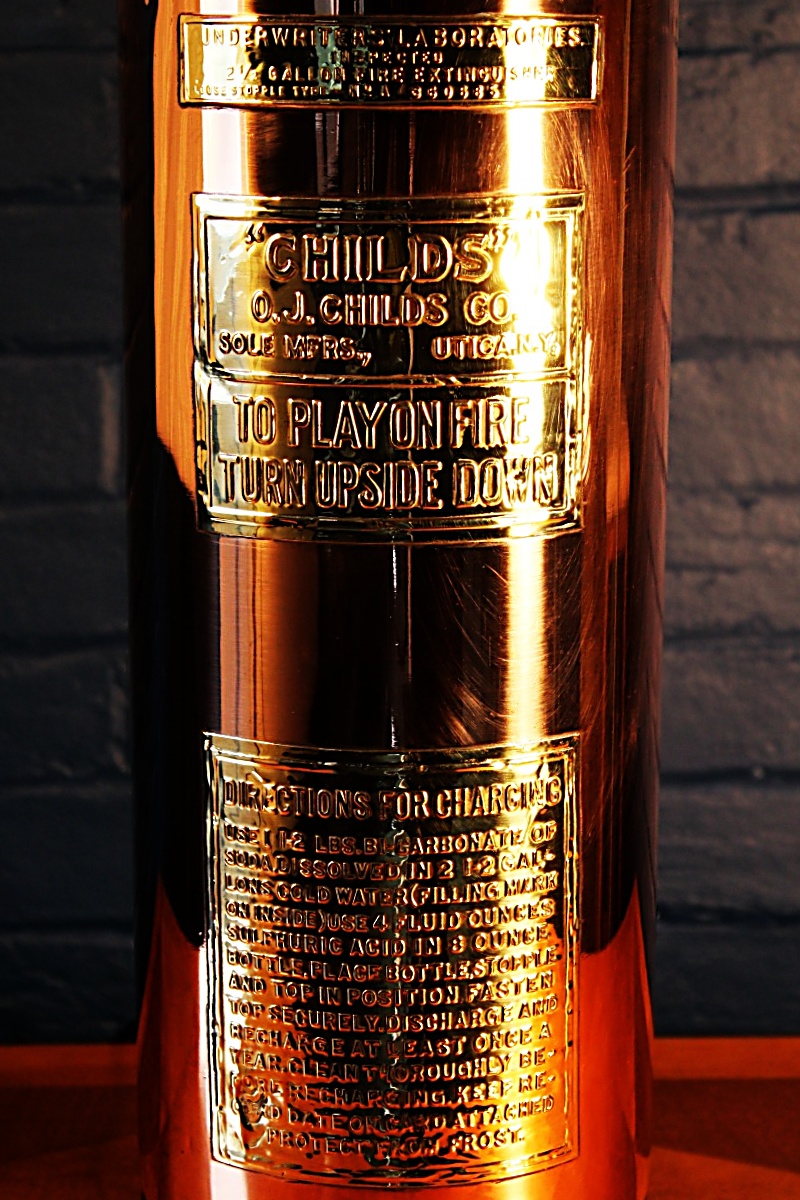 UNDERWRITERS' LABORATORIES
INSPECTED
2½ GALLON FIRE EXTINGUISHER
LOOSE STOPPLE TYPE
"CHILDS"
O.J. CHILDS CO.
SOLE MFRS., UTICA.N.Y.
TO PLAY ON FIRE
TURN UPSIDE DOWN
DIRECTIONS FOR CHARGING
USE 1 1-2 LBS. BI-CARBONATE OF
SODA, DISSOLVED IN 2 1-2 GAL-
LONS COLD WATER (FILLING MARK
ON INSIDE) USE 4 FLUID OUNCES
SULPHURIC ACID IN 8 OUNCE
BOTTLE, PLACE BOTTLE, STOPPLE
AND TOP IN POSITION, FASTEN
TOP SECURELY. DISCHARGE AND
RECHARGE AT LEAST ONCE A
YEAR. CLEAN THOROUGHLY BE-
FORE RECHARGING. KEEP RE-
CORD DATE ON CARD ATTACHED
PROTECT FROM FROST.